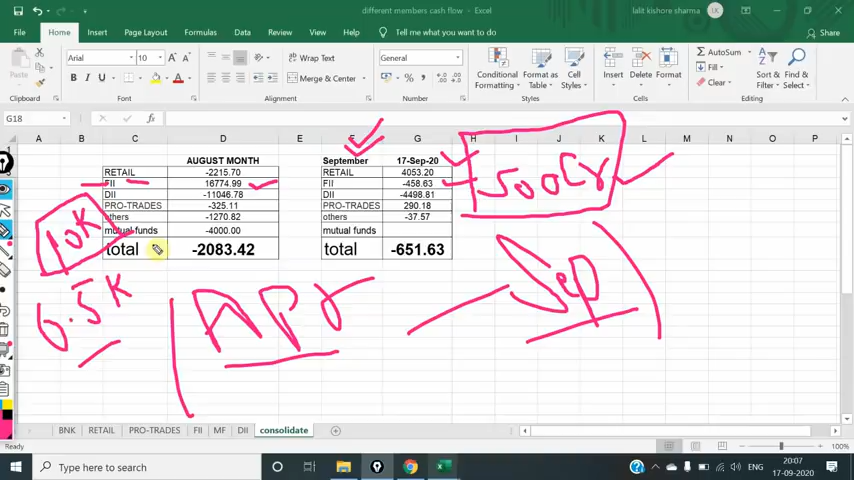 different members cash flow - Excel
lalit kishore sharma
LK
File Home Insert Page Layout Formulas Data Review View Help Tell me what you want to do Share
Arial 10 Wrap Text General AutoSum
Paste B I U Merge & Center % Conditional Formatting Format as Table Cell Styles Insert Delete Format Fill Clear Sort & Filter Find & Select
Clipboard Font Alignment Number Styles Cells Editing
G18 fx
A B C D E F G H I J K L M N O P
1
AUGUST MONTH September 17-Sep-20
RETAIL -2215.70 RETAIL 4053.20
FII 16774.99 FII -458.63
DII -11046.78 DII -4498.81
PRO-TRADES -325.11 PRO-TRADES 290.18
others -1270.82 others -37.57
mutual funds -4000.00 mutual funds
total -2083.42 total -651.63
500Cr
10K
6.5K
Apr
Sep
BNK RETAIL PRO-TRADES FII MF DII consolidate
Ready 100%
Type here to search ENG 20:07
17-09-2020